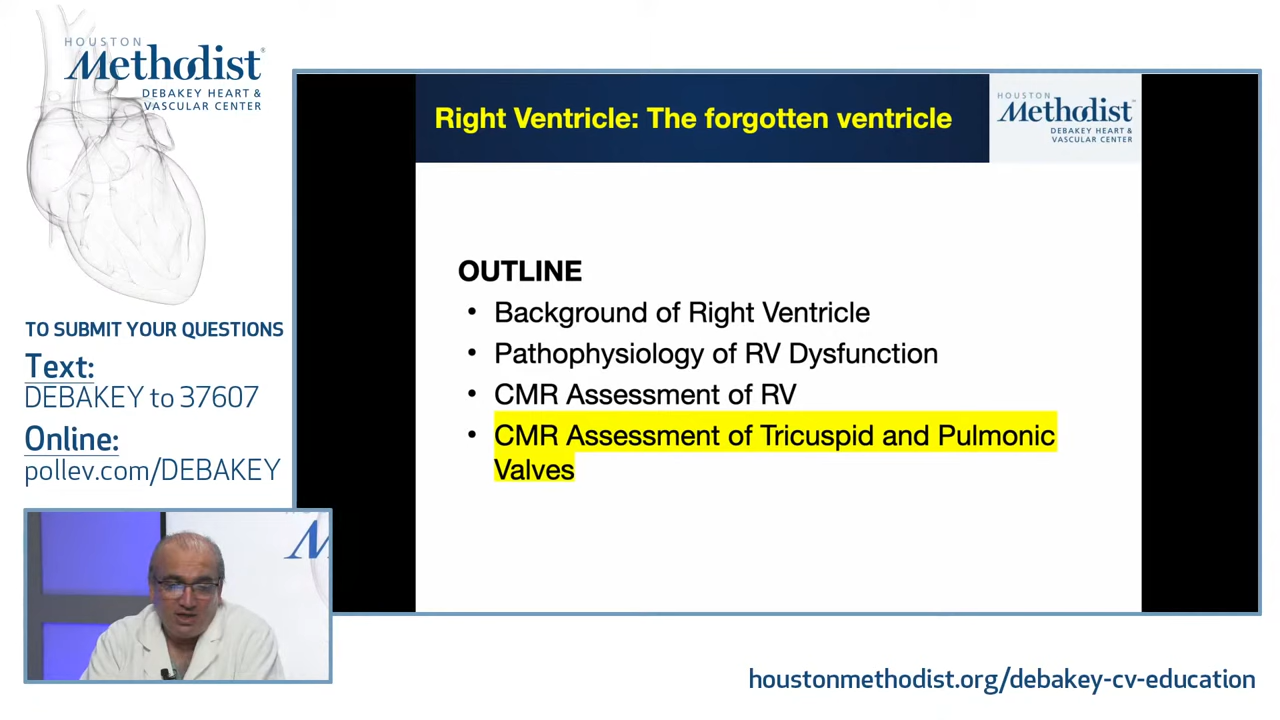 HOUSTON
Methodist®
DEBAKEY HEART &
VASCULAR CENTER
TO SUBMIT YOUR QUESTIONS
Text:
DEBAKEY to 37607
Online:
pollev.com/DEBAKEY
Right Ventricle: The forgotten ventricle
HOUSTON
Methodist
DEBAKEY HEART &
VASCULAR CENTER
OUTLINE
• Background of Right Ventricle
• Pathophysiology of RV Dysfunction
• CMR Assessment of RV
• CMR Assessment of Tricuspid and Pulmonic
Valves
houstonmethodist.org/debakey-cv-education